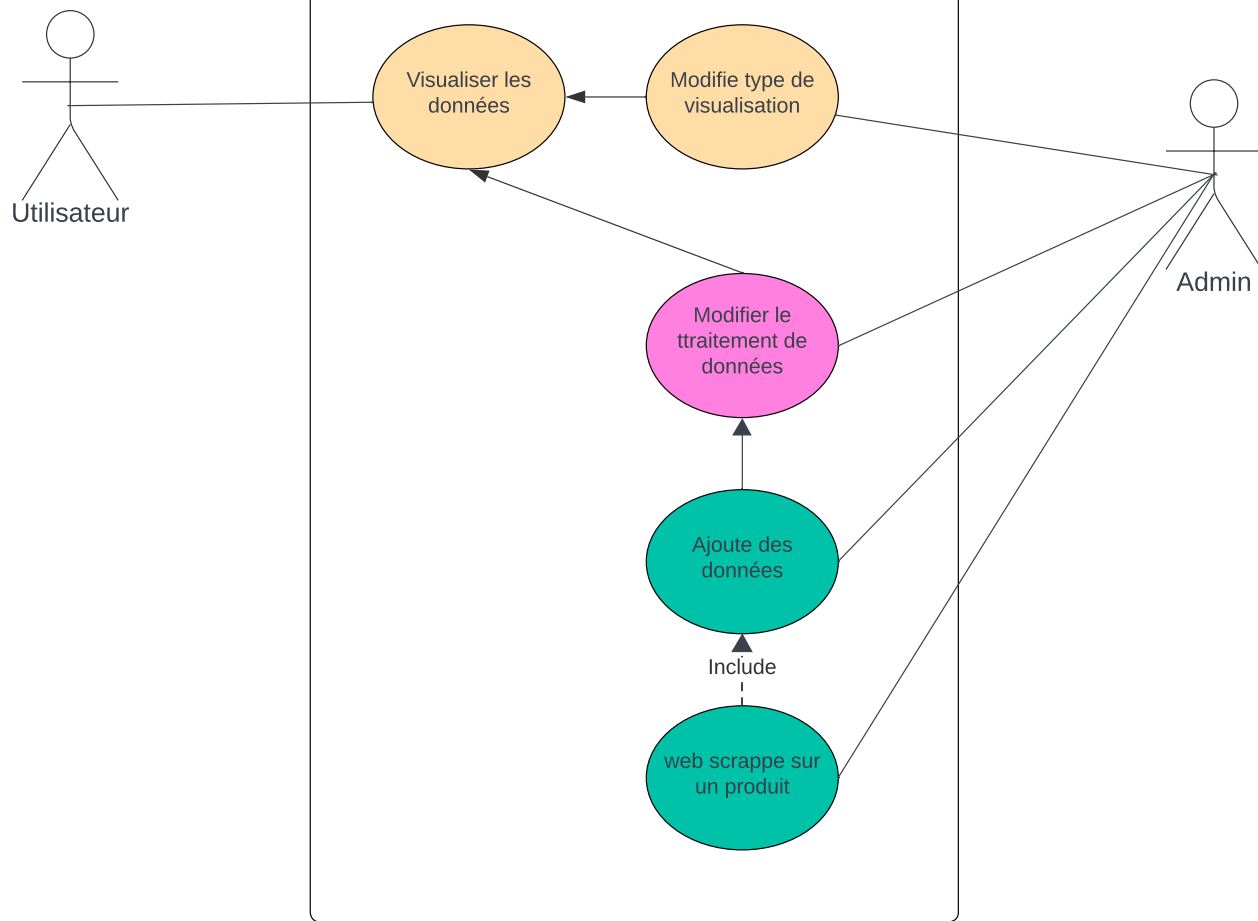 Visualiser les
données
Modifie type de
visualisation
Utilisateur
Admin
Modifier le
ttraitement de
données
Ajoute des
données
Include
web scrappe sur
un produit